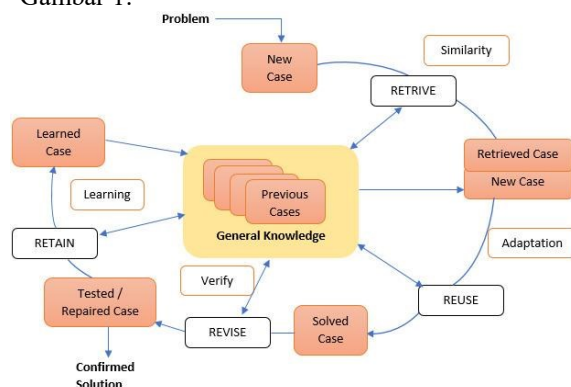 Gambar 1.
Problem
New
Case
Similarity
RETRIVE
Learned
Case
Retrieved Case
New Case
Previous
Cases
General Knowledge
Learning
RETAIN
Adaptation
Verify
Tested /
Repaired Case
REVISE
Solved
Case
REUSE
Confirmed
Solution